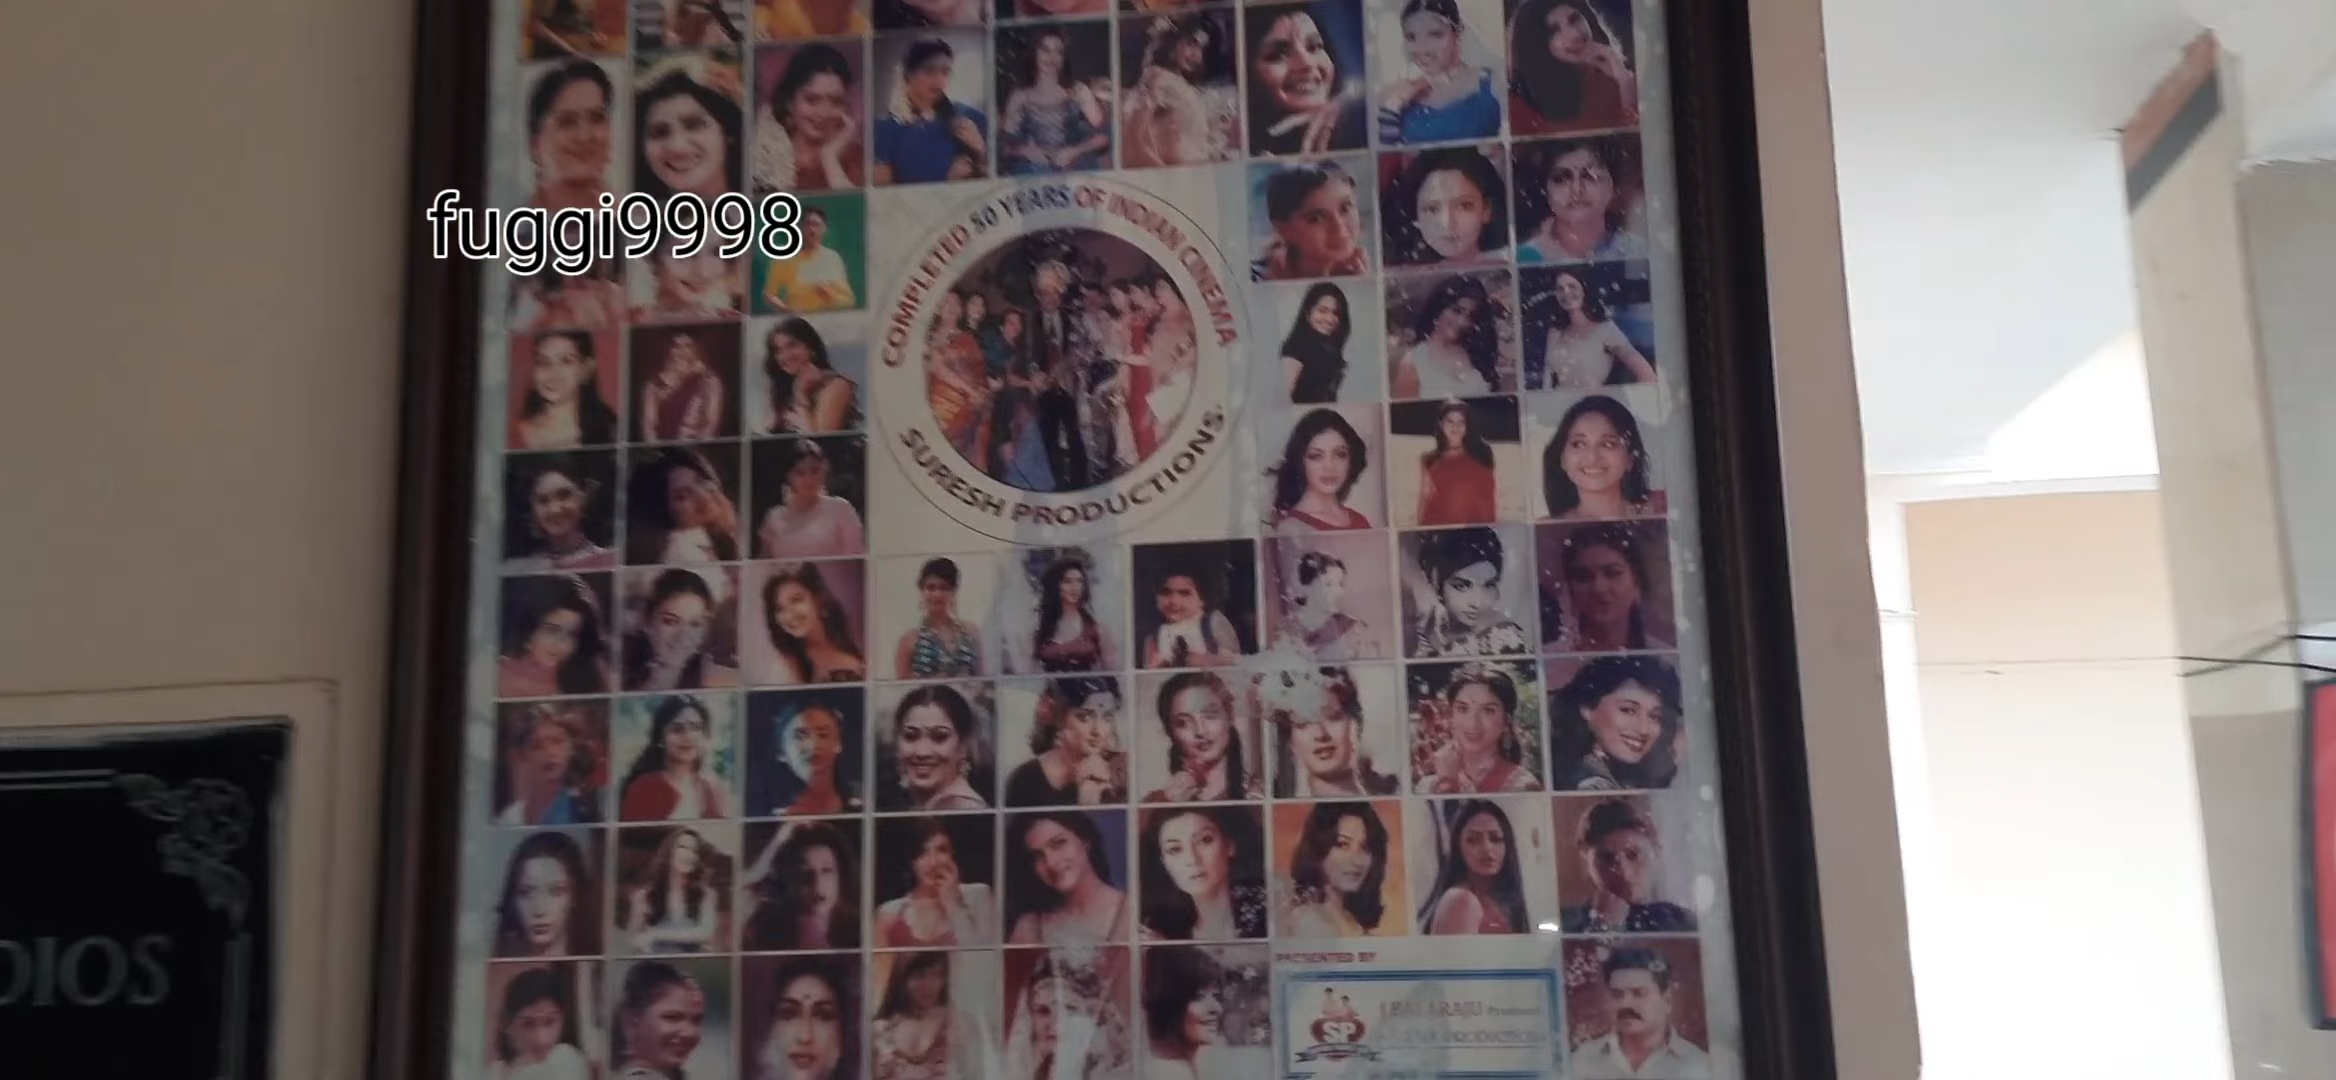 fuggi9998
COMPLETED 50 YEARS OF INDIAN CINEMA
SURESH PRODUCTIONS
PRESENTED BY
SP
DIOS